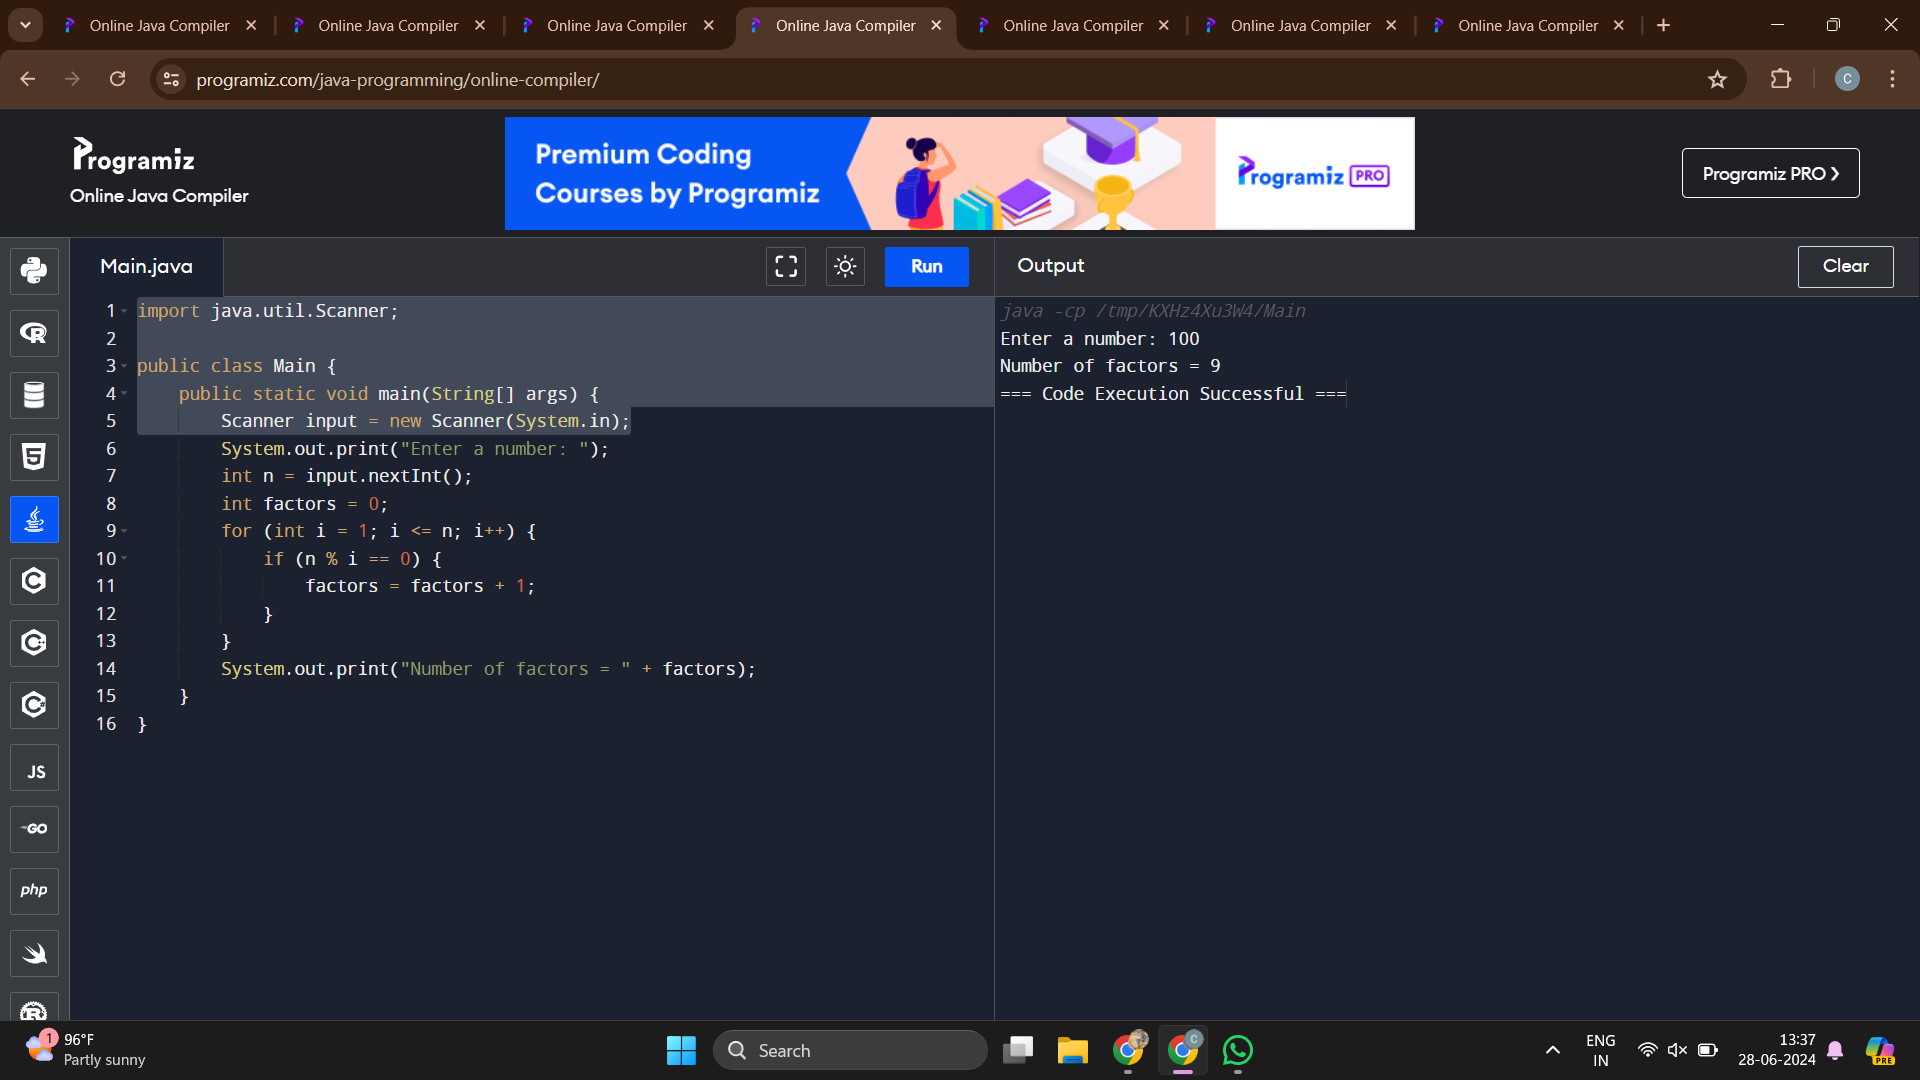 Online Java Compiler
Online Java Compiler
Online Java Compiler
Online Java Compiler
Online Java Compiler
Online Java Compiler
Online Java Compiler
programiz.com/java-programming/online-compiler/
C
Programiz
Online Java Compiler
Premium Coding
Courses by Programiz
Programiz PRO
Programiz PRO
Main.java
Run
Output
Clear
1 import java.util.Scanner;
2
3 public class Main {
4 public static void main(String[] args) {
5 Scanner input = new Scanner(System.in);
6 System.out.print("Enter a number: ");
7 int n = input.nextInt();
8 int factors = 0;
9 for (int i = 1; i <= n; i++) {
10 if (n % i == 0) {
11 factors = factors + 1;
12 }
13 }
14 System.out.print("Number of factors = " + factors);
15 }
16 }
java -cp /tmp/KXHz4Xu3W4/Main
Enter a number: 100
Number of factors = 9
=== Code Execution Successful ===
R
5
C
C++
C#
JS
GO
php
R
1
96°F
Partly sunny
Search
C
ENG
IN
13:37
28-06-2024
PRE